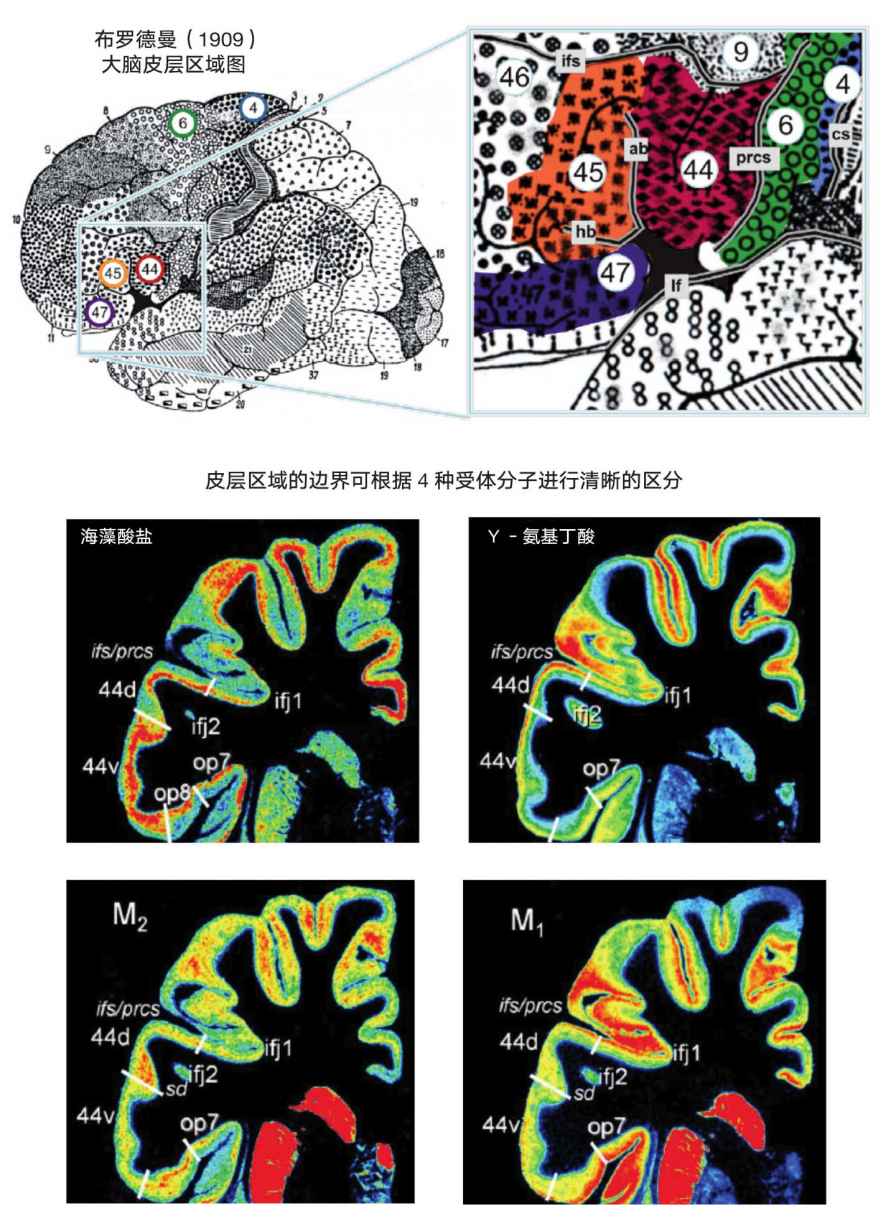 布罗德曼（1909）
大脑皮层区域图
6
4
3
1
2
5
7
8
9
10
19
18
45
44
47
11
17
21
18
19
37
20
38
46
ifs
9
4
6
cs
45
ab
44
prcs
hb
47
47
lf
皮层区域的边界可根据 4 种受体分子进行清晰的区分
海藻酸盐
ifs/prcs
44d
ifj1
ifj2
44v
op7
op8
Y - 氨基丁酸
ifs/prcs
44d
ifj1
ifj2
44v
op7
M2
ifs/prcs
44d
ifj1
ifj2
sd
44v
op7
M1
ifs/prcs
44d
ifj1
ifj2
sd
44v
op7